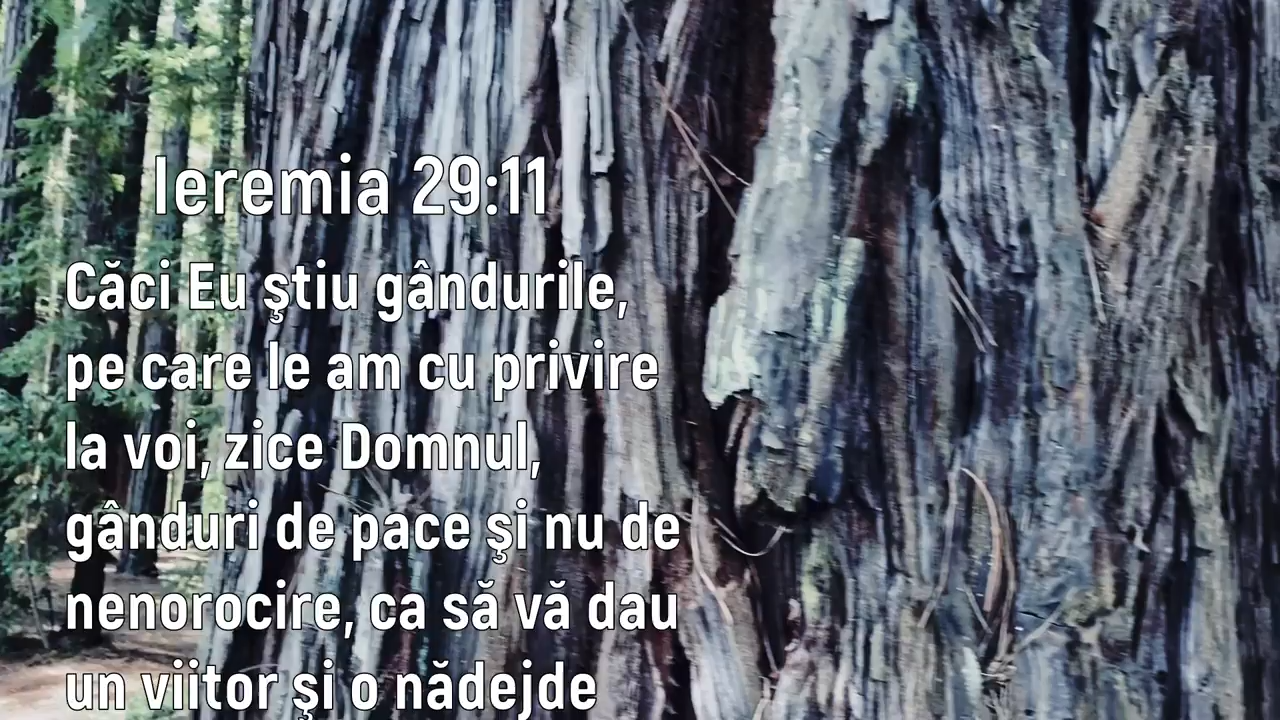 Ieremia 29:11
Căci Eu ştiu gândurile,
pe care le am cu privire
la voi, zice Domnul,
gânduri de pace şi nu de
nenorocire, ca să vă dau
un viitor şi o nădejde